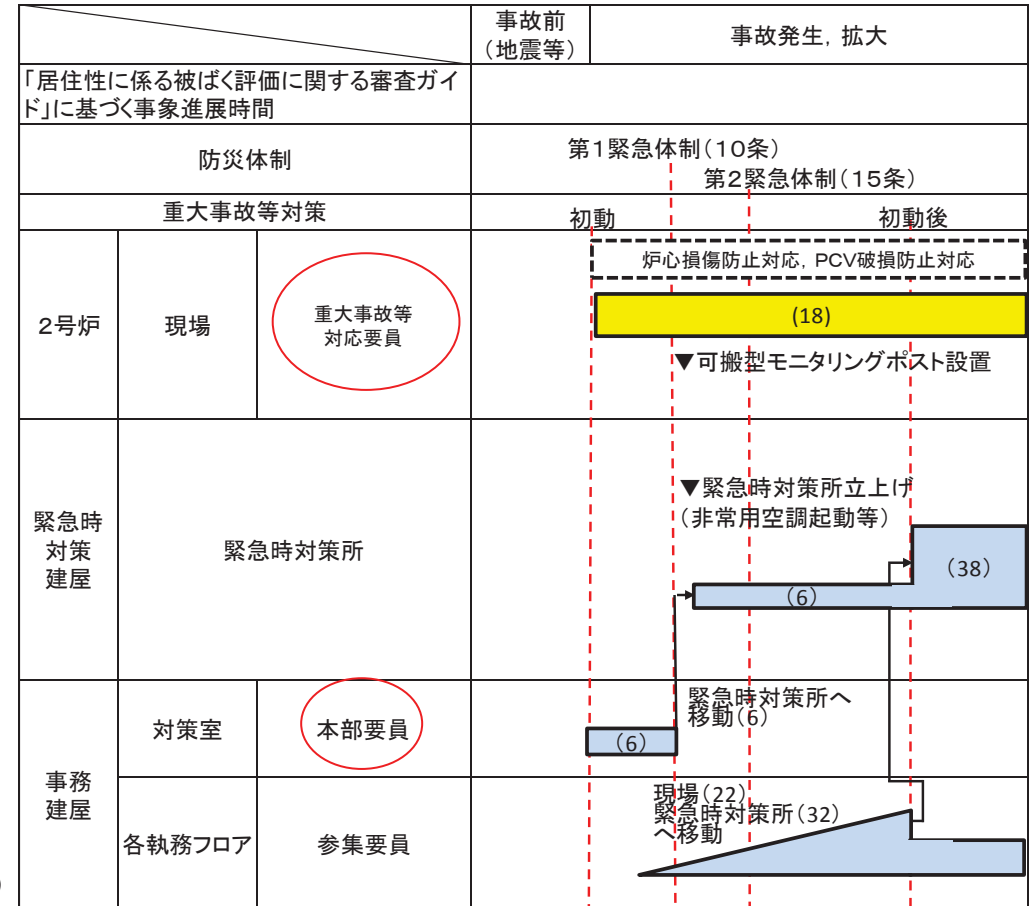 事故前
(地震等)
事故発生，拡大
「居住性に係る被ばく評価に関する審査ガイ
ド」に基づく事象進展時間
防災体制
第1緊急体制(10条)
第2緊急体制(15条)
重大事故等対策
初動
初動後
2号炉
現場
重大事故等
対応要員
炉心損傷防止対応，PCV破損防止対応
(18)
▼可搬型モニタリングポスト設置
緊急時
対策
建屋
緊急時対策所
▼緊急時対策所立上げ
(非常用空調起動等)
(38)
(6)
事務
建屋
対策室
本部要員
(6)
緊急時対策所へ
移動(6)
各執務フロア
参集要員
現場(22)
緊急時対策所(32)
へ移動